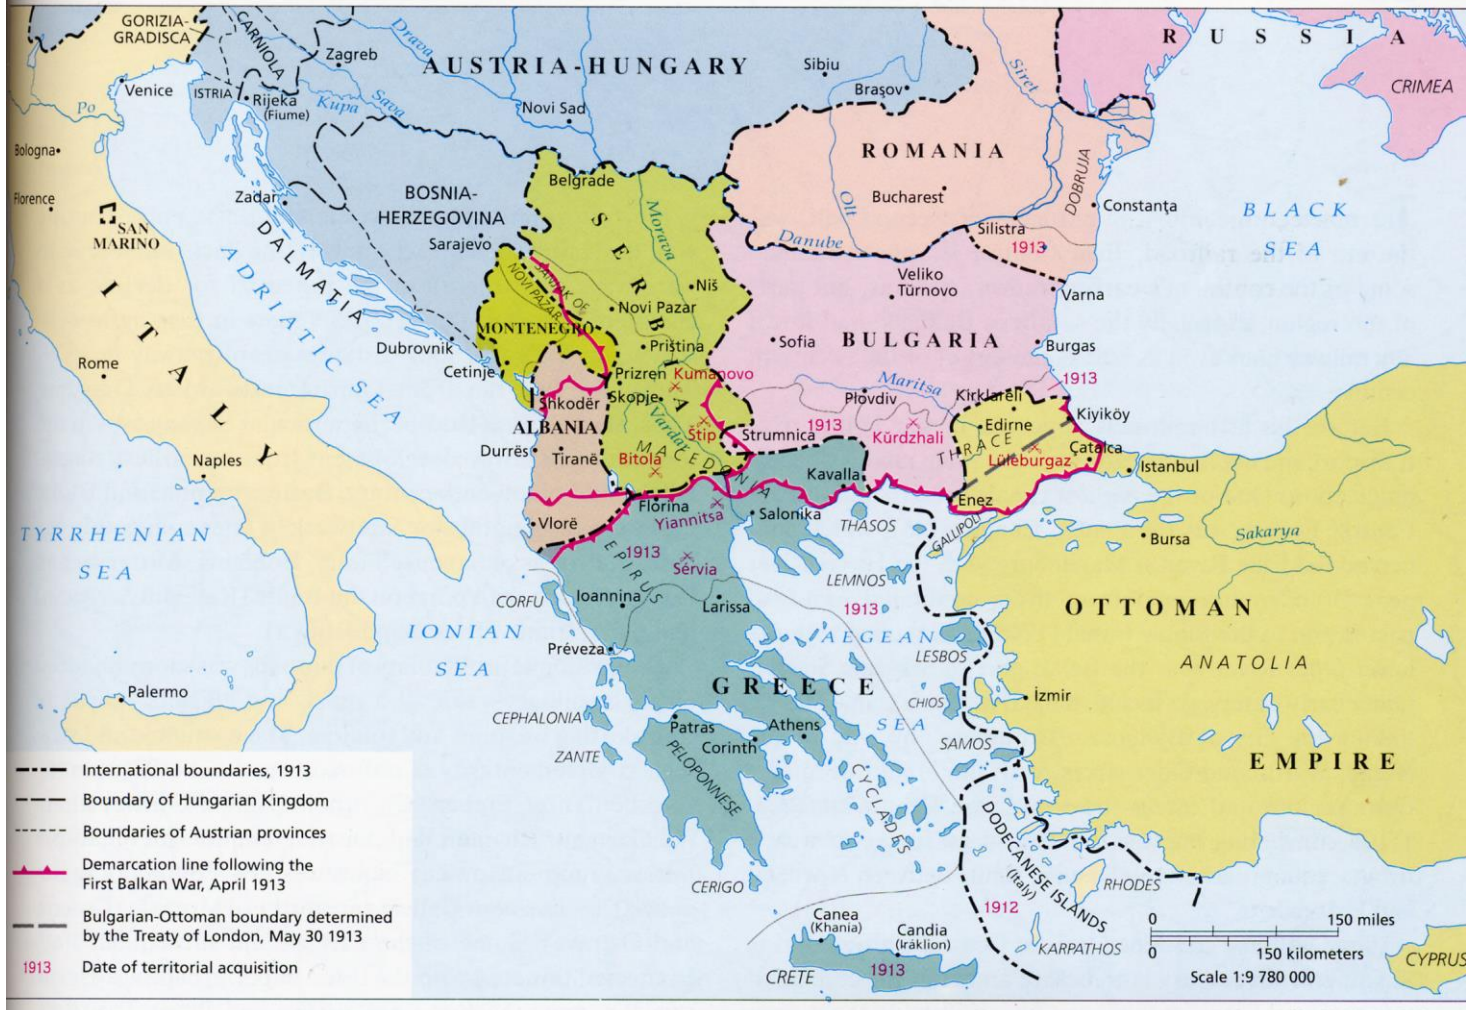 GORIZIA-
GRADISCA
CARNIOLA
Zagreb
Drava
AUSTRIA-HUNGARY
Sibiu
Braşov
Siret
RUSSIA
CRIMEA
Venice
ISTRIA
Rijeka
(Fiume)
Kupa
Sava
Novi Sad
Po
Bologna
Florence
SAN
MARINO
Zadar
DALMATIA
BOSNIA-
HERZEGOVINA
Sarajevo
Belgrade
SERBIA
Morava
ROMANIA
Bucharest
Olt
DOBRUJA
Constanţa
Silistra
1913
Danube
BLACK
SEA
ITALY
ADRIATIC SEA
Rome
Naples
Dubrovnik
Cetinje
MONTENEGRO
SANJAK OF
NOVI PAZAR
Novi Pazar
Niš
Priština
Prizren
Kumanovo
Skopje
Vardar
Štip
Bitola
MACEDONIA
Strumnica
Veliko
Tŭrnovo
Varna
Sofia
BULGARIA
Burgas
Maritsa
Plovdiv
1913
Kŭrdzhali
1913
Kirklareli
Edirne
THRACE
Lüleburgaz
Kiyiköy
Çatalca
Istanbul
Enez
GALLIPOLI
Shkodër
ALBANIA
Durrës
Tiranë
Vlorë
Florina
Yiannitsa
Salonika
Kavalla
THASOS
1913
Sérvia
EPIRUS
Ioannina
Larissa
CORFU
Préveza
LEMNOS
1913
AEGEAN
SEA
LESBOS
CHIOS
SAMOS
TYRRHENIAN
SEA
IONIAN
SEA
Palermo
GREECE
CEPHALONIA
ZANTE
Patras
Corinth
Athens
PELOPONNESE
CYCLADES
CERIGO
Bursa
Sakarya
OTTOMAN
ANATOLIA
EMPIRE
İzmir
DODECANESE ISLANDS
(Italy)
1912
RHODES
KARPATHOS
Canea
(Khania)
Candia
(Iráklion)
CRETE
1913
CYPRUS
International boundaries, 1913
Boundary of Hungarian Kingdom
Boundaries of Austrian provinces
Demarcation line following the
First Balkan War, April 1913
Bulgarian-Ottoman boundary determined
by the Treaty of London, May 30 1913
1913 Date of territorial acquisition
0 150 miles
0 150 kilometers
Scale 1:9 780 000